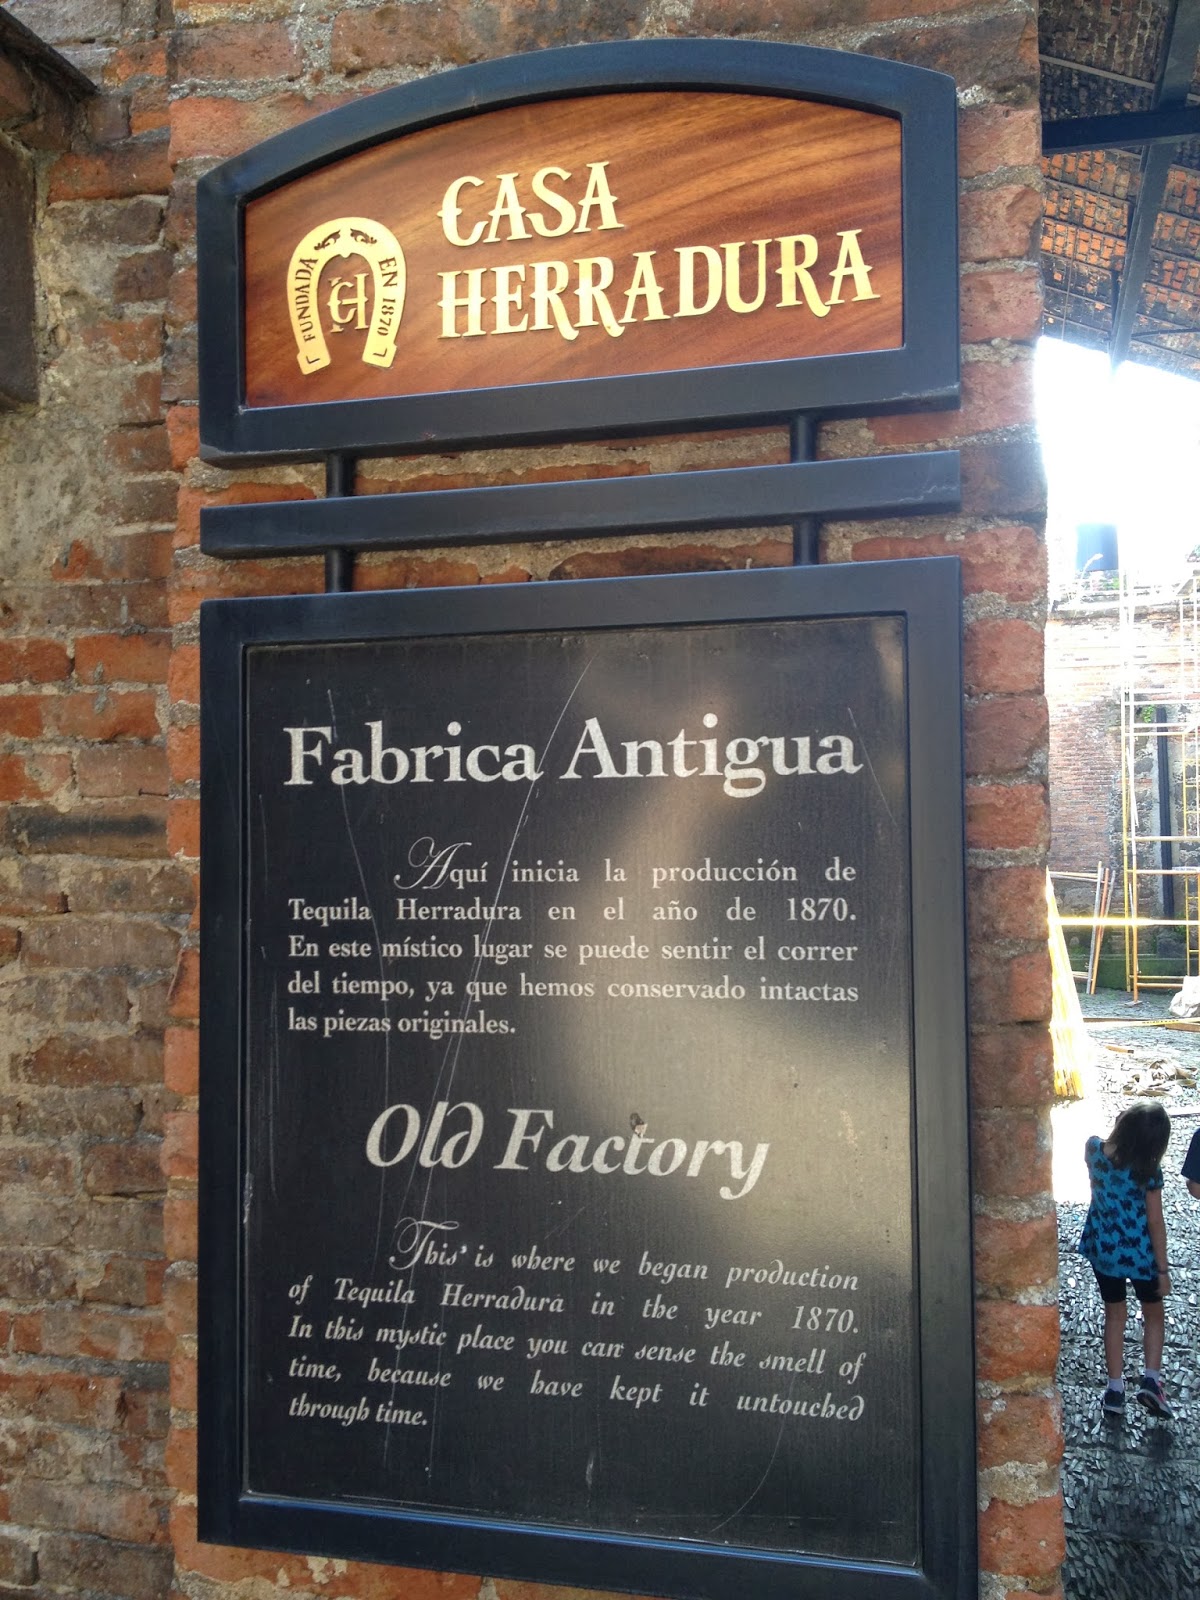 CASA
HERRADURA
FUNDADA EN 1870
CH
Fabrica Antigua
Aquí inicia la producción de
Tequila Herradura en el año de 1870.
En este místico lugar se puede sentir el correr
del tiempo, ya que hemos conservado intactas
las piezas originales.
Old Factory
This is where we began production
of Tequila Herradura in the year 1870.
In this mystic place you can sense the smell of
time, because we have kept it untouched
through time.